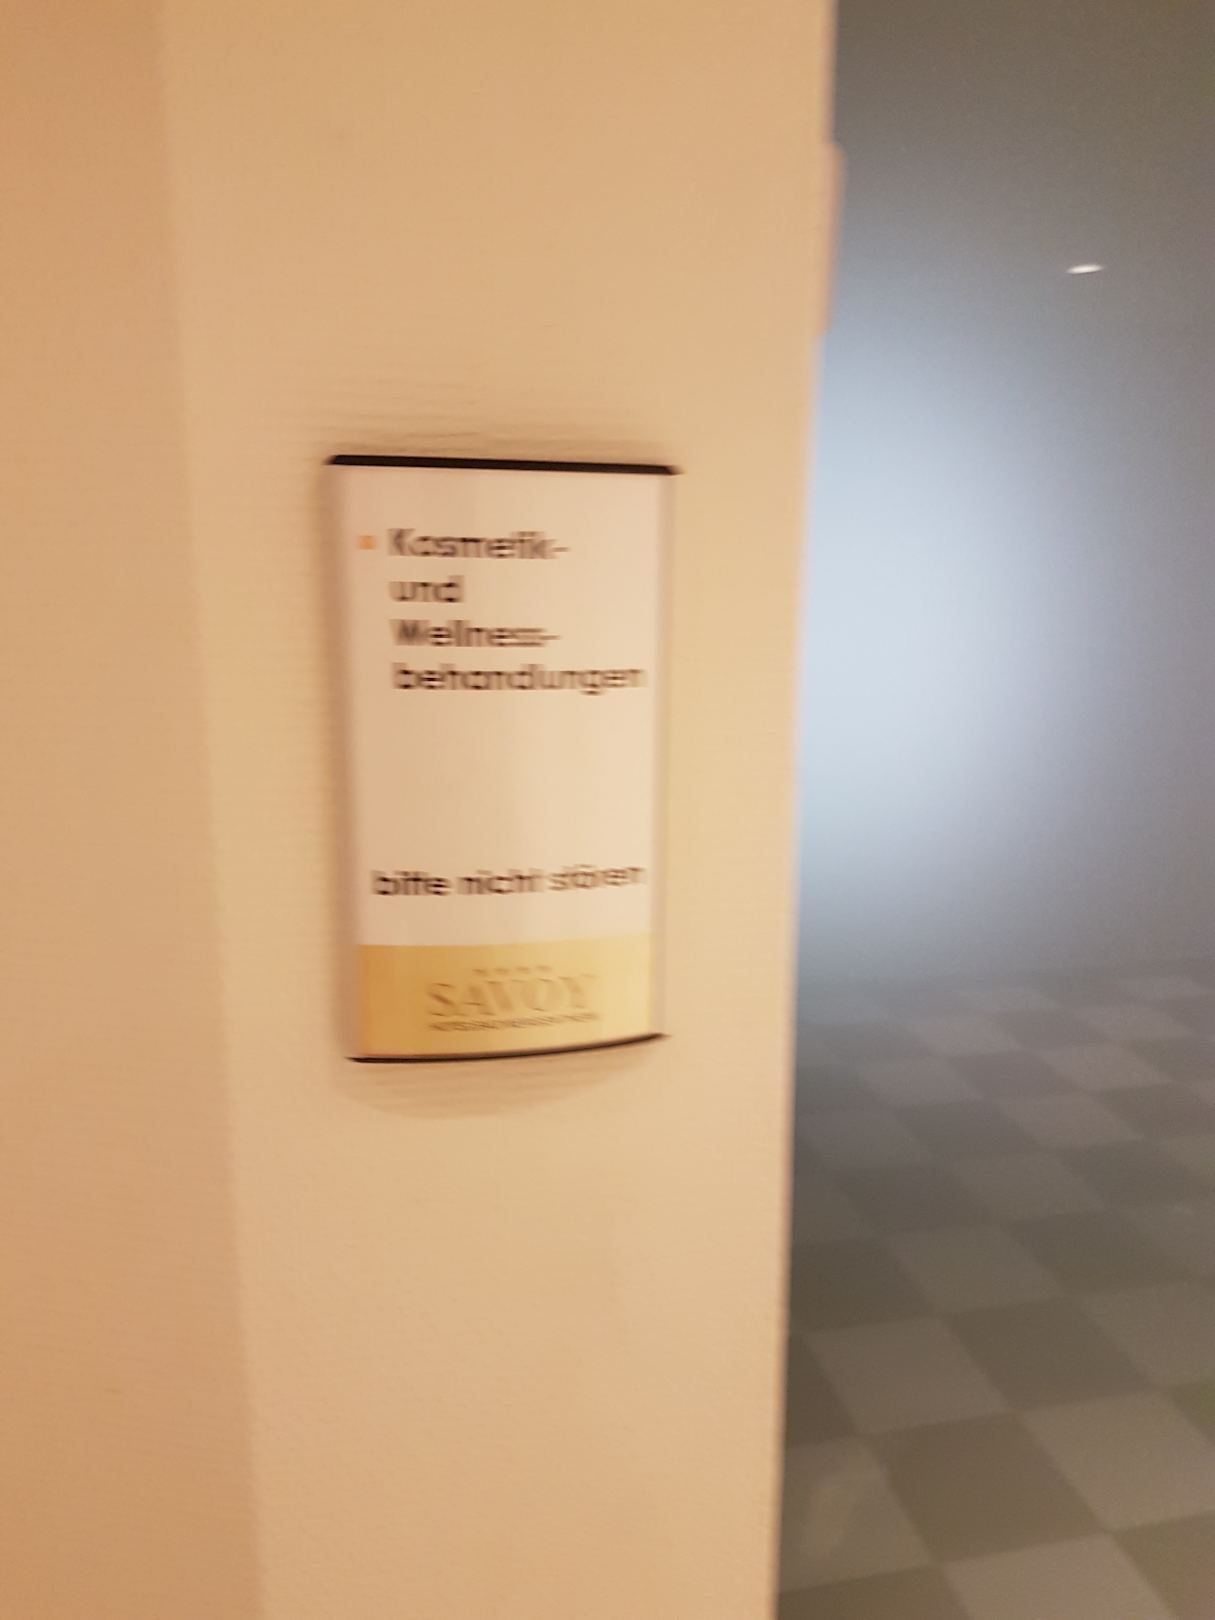 Kosmetik-
und
Wellness-
behandlungen
bitte nicht stören
SAVOY